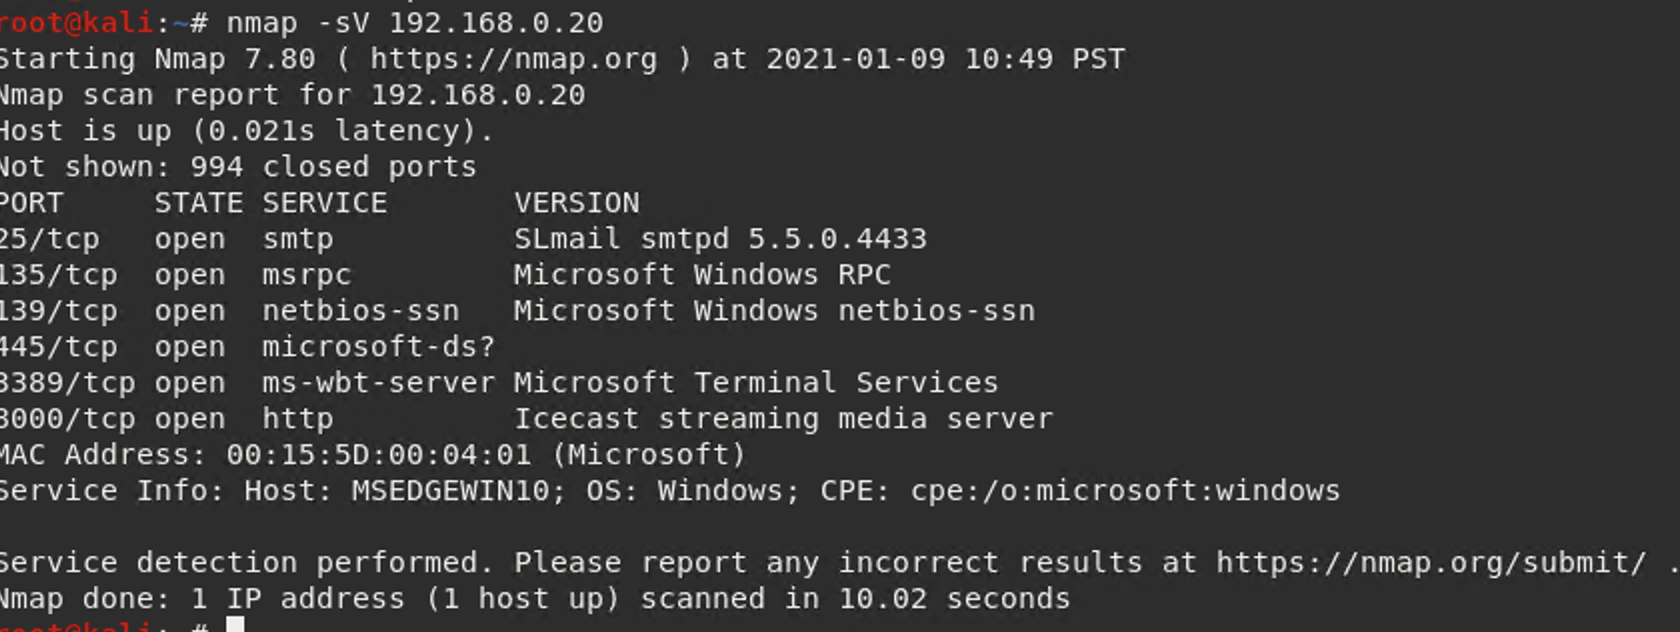 root@kali:~# nmap -sV 192.168.0.20
Starting Nmap 7.80 ( https://nmap.org ) at 2021-01-09 10:49 PST
Nmap scan report for 192.168.0.20
Host is up (0.021s latency).
Not shown: 994 closed ports
PORT     STATE SERVICE       VERSION
25/tcp   open  smtp          SLmail smtpd 5.5.0.4433
135/tcp  open  msrpc         Microsoft Windows RPC
139/tcp  open  netbios-ssn   Microsoft Windows netbios-ssn
445/tcp  open  microsoft-ds?
3389/tcp open  ms-wbt-server Microsoft Terminal Services
8000/tcp open  http          Icecast streaming media server
MAC Address: 00:15:5D:00:04:01 (Microsoft)
Service Info: Host: MSEDGEWIN10; OS: Windows; CPE: cpe:/o:microsoft:windows

Service detection performed. Please report any incorrect results at https://nmap.org/submit/ .
Nmap done: 1 IP address (1 host up) scanned in 10.02 seconds
root@kali:~#